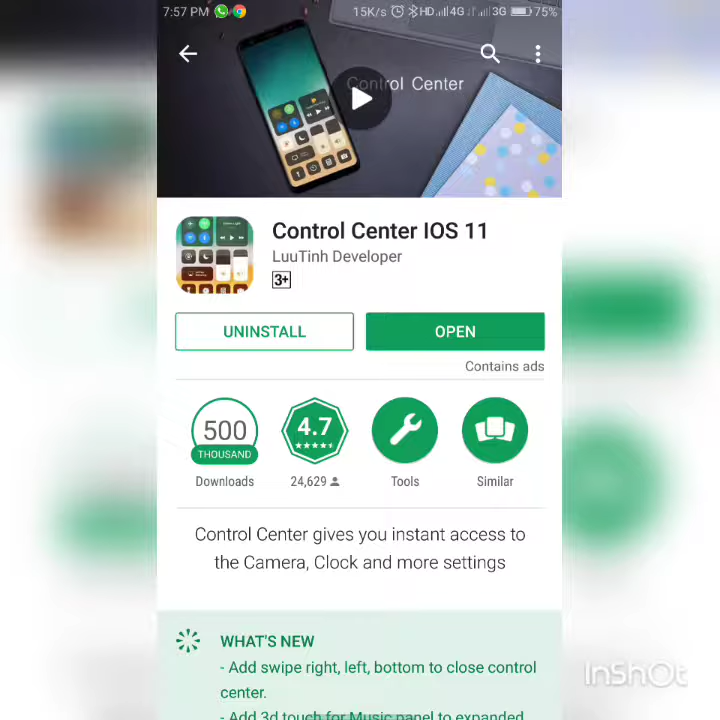 7:57 PM 15K/s HD 4G 3G 75%
Control Center
Control Center IOS 11
LuuTinh Developer
3+
UNINSTALL OPEN
Contains ads
500 4.7
THOUSAND
Downloads 24,629 Tools Similar
Control Center gives you instant access to
the Camera, Clock and more settings
WHAT'S NEW
- Add swipe right, left, bottom to close control
center.
- Add 3d touch for Music panel to expanded
InShOt